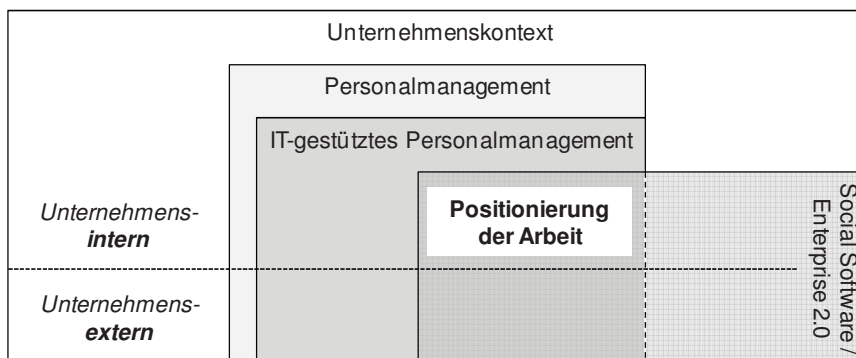 Unternehmenskontext
Personalmanagement
IT-gestütztes Personalmanagement
Positionierung
der Arbeit
Unternehmens-
intern
Unternehmens-
extern
Social Software /
Enterprise 2.0